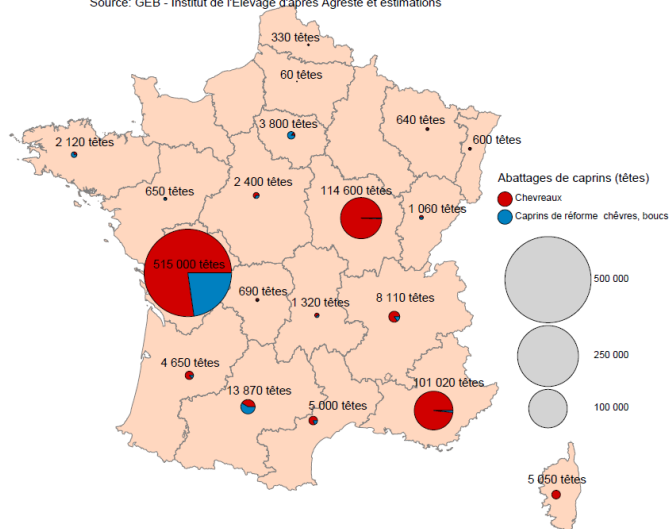 Source: GEB - Institut de l'Elevage d'après Agreste et estimations
330 têtes
60 têtes
3 800 têtes
640 têtes
600 têtes
2 120 têtes
650 têtes
2 400 têtes
114 600 têtes
1 060 têtes
Abattages de caprins (têtes)
Chevreaux
Caprins de réforme chêvres, boucs
515 000 têtes
690 têtes
1 320 têtes
8 110 têtes
500 000
250 000
100 000
4 650 têtes
13 870 têtes
5 000 têtes
101 020 têtes
5 050 têtes